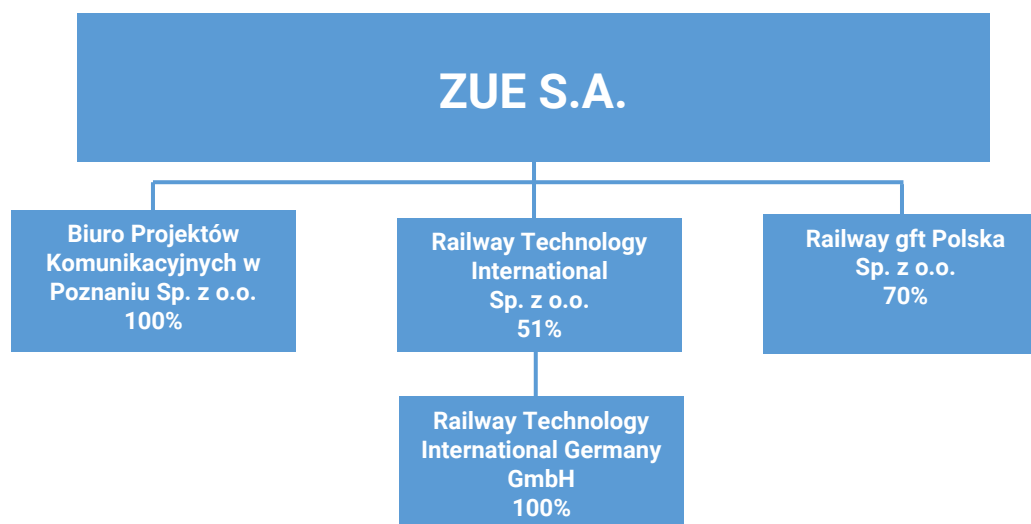 ZUE S.A.
Biuro Projektów
Komunikacyjnych w
Poznaniu Sp. z o.o.
100%
Railway Technology
International
Sp. z o.o.
51%
Railway gft Polska
Sp. z o.o.
70%
Railway Technology
International Germany
GmbH
100%